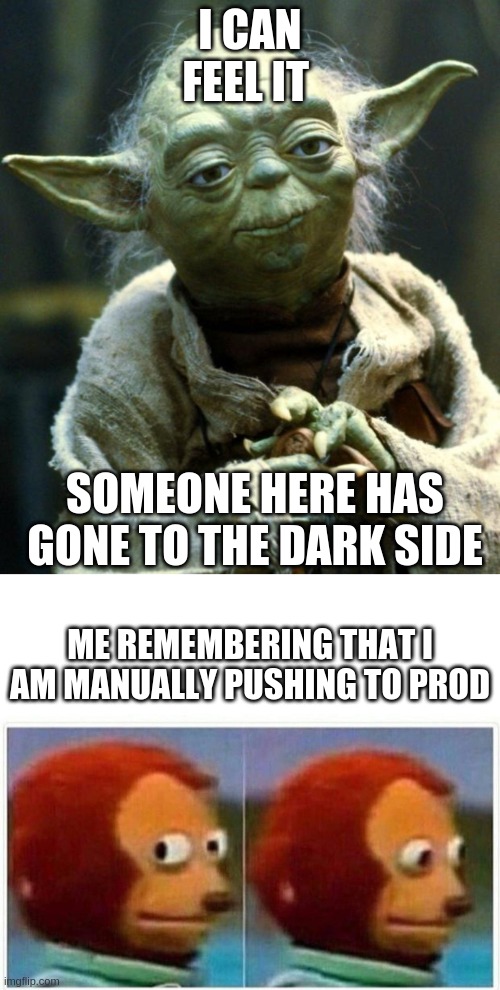 I CAN
FEEL IT
SOMEONE HERE HAS
GONE TO THE DARK SIDE
ME REMEMBERING THAT I
AM MANUALLY PUSHING TO PROD
imgflip.com